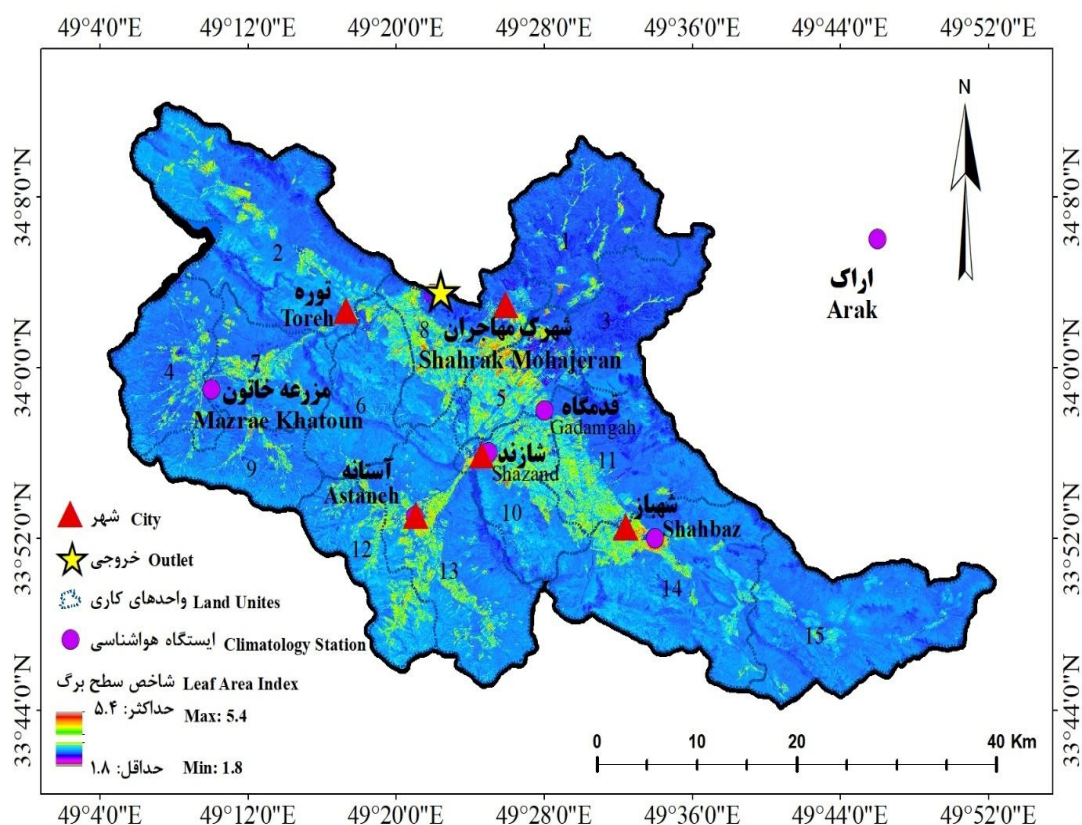 49°4'0"E 49°12'0"E 49°20'0"E 49°28'0"E 49°36'0"E 49°44'0"E 49°52'0"E
N
34°8'0"N 34°8'0"N
1
اراک
Arak
2
توره
Toreh
8
شهرک مهاجران
Shahrak Mohajeran
3
34°0'0"N 34°0'0"N
4
7
مزرعه خاتون
Mazrae Khatoun
6
5
قدمگاه
Gadamgah
9
آستانه
Astaneh
شازند
Shazand
11
10
شهباز
Shahbaz
33°52'0"N 33°52'0"N
12
13
14
15
شهر City
خروجی Outlet
واحدهای کاری Land Unites
ایستگاه هواشناسی Climatology Station
شاخص سطح برگ Leaf Area Index
حداکثر: ۵.۴ Max: 5.4
حداقل: ۱.۸ Min: 1.8
33°44'0"N 33°44'0"N
0 10 20 40 Km
49°4'0"E 49°12'0"E 49°20'0"E 49°28'0"E 49°36'0"E 49°44'0"E 49°52'0"E